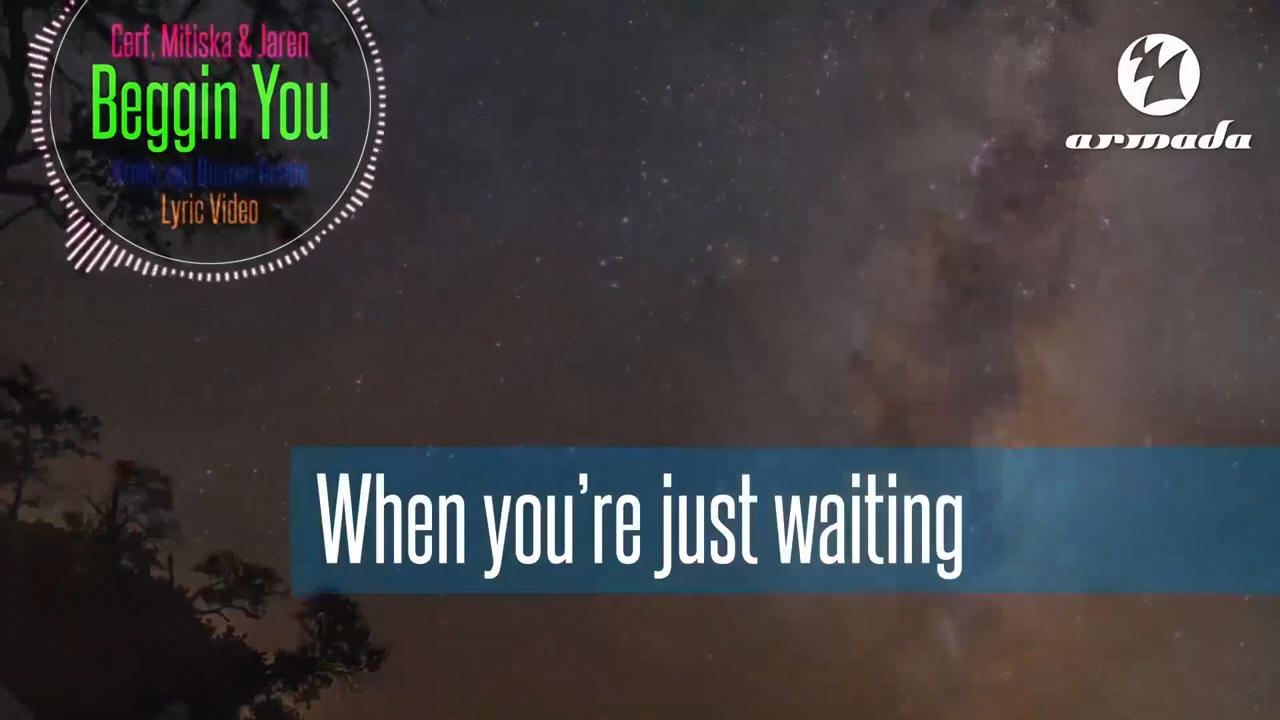 Cerf, Mitiska & Jaren
Beggin You
Lyric Video
armada
When you're just waiting